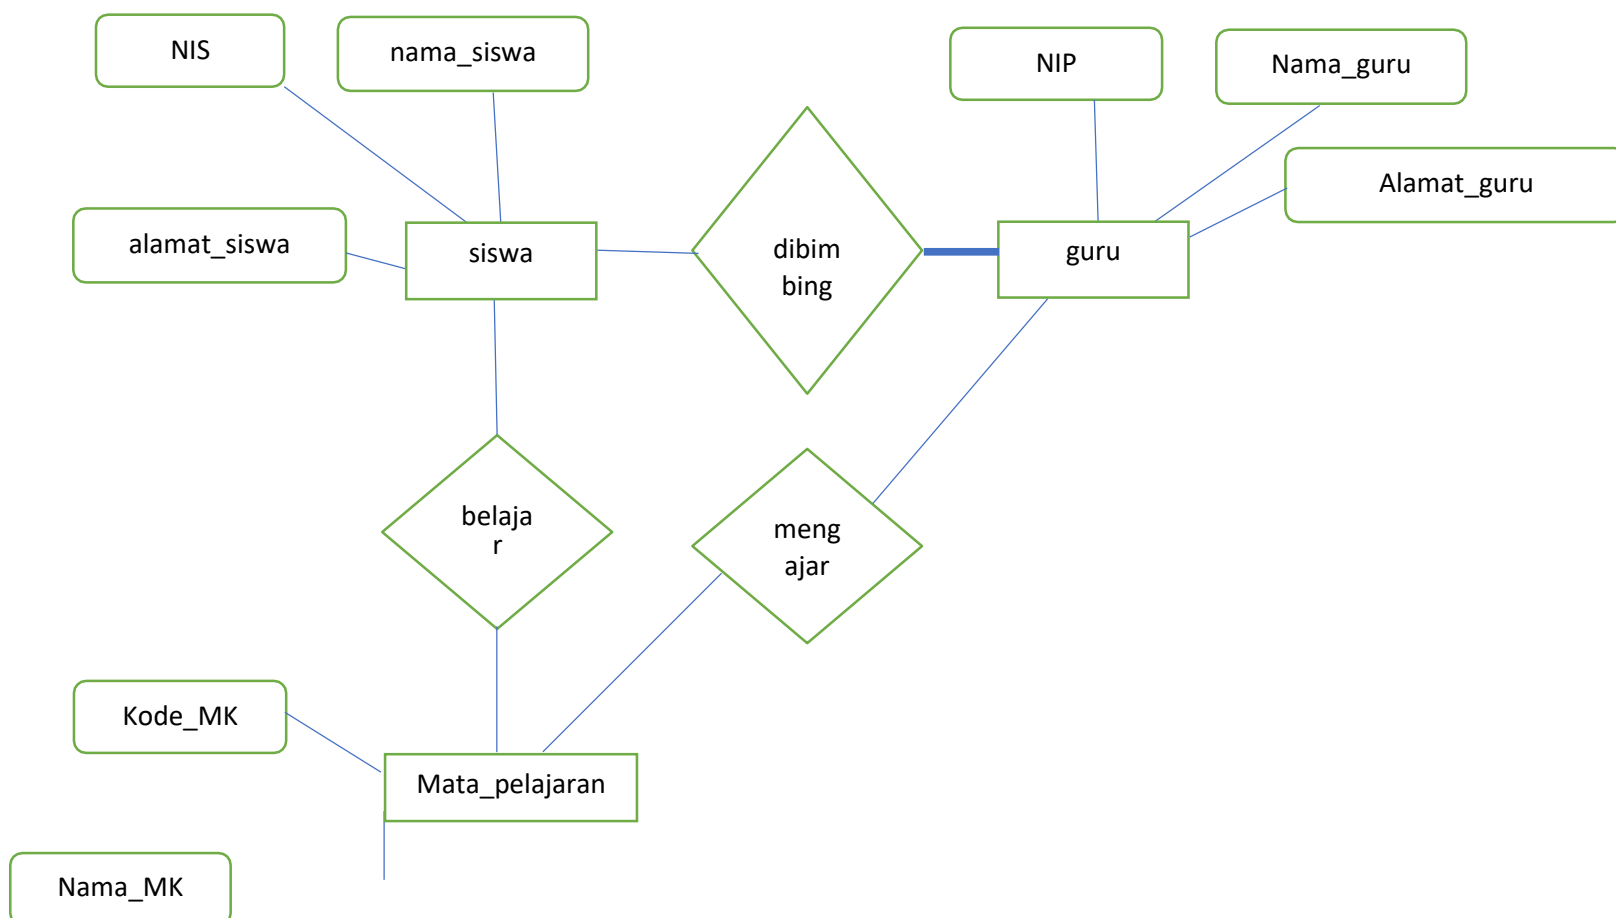 NIS
nama_siswa
NIP
Nama_guru
Alamat_guru
alamat_siswa
siswa
dibim
bing
guru
belaja
r
meng
ajar
Kode_MK
Mata_pelajaran
Nama_MK